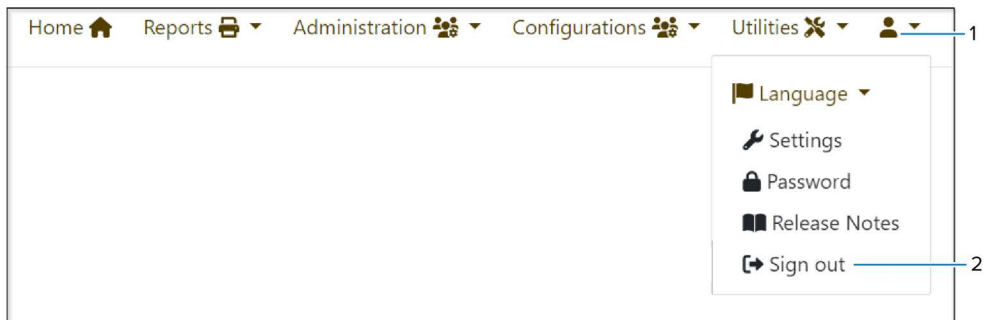 Home Reports Administration Configurations Utilities 1
Language
Settings
Password
Release Notes
Sign out 2